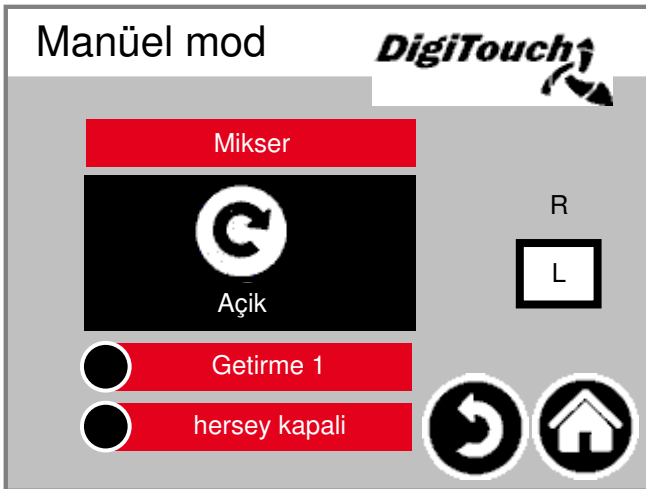 Manüel mod
DigiTouch
Mikser
Açik
R
L
Getirme 1
hersey kapali